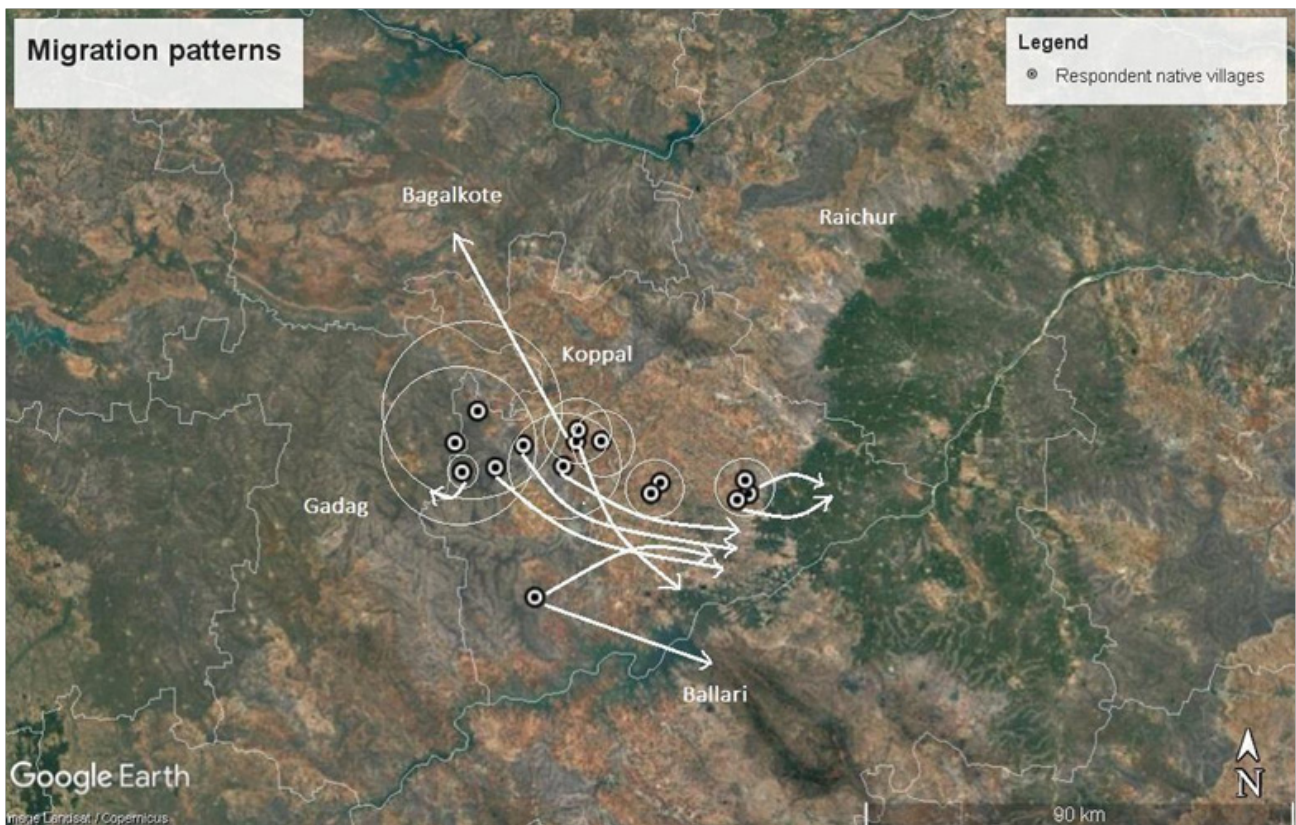 Migration patterns
Legend
Respondent native villages
Bagalkote
Raichur
Koppal
Gadag
Ballari
Google Earth
Image Landsat / Copernicus
N
90 km